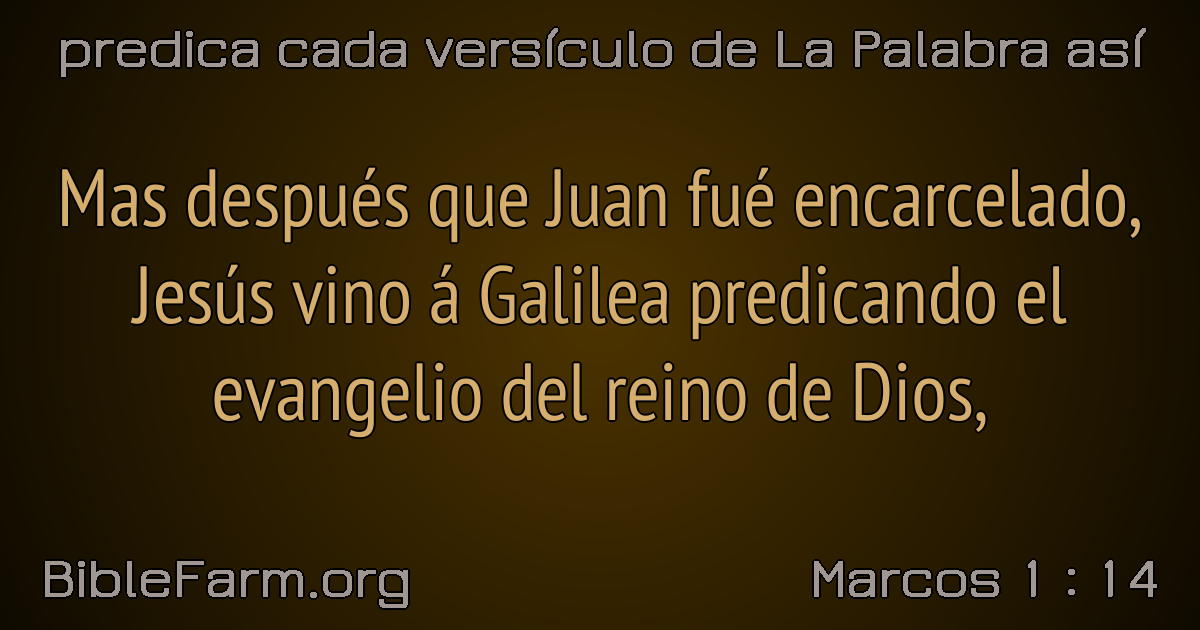 predica cada versículo de La Palabra así
Mas después que Juan fué encarcelado,
Jesús vino á Galilea predicando el
evangelio del reino de Dios,
BibleFarm.org
Marcos 1 : 14